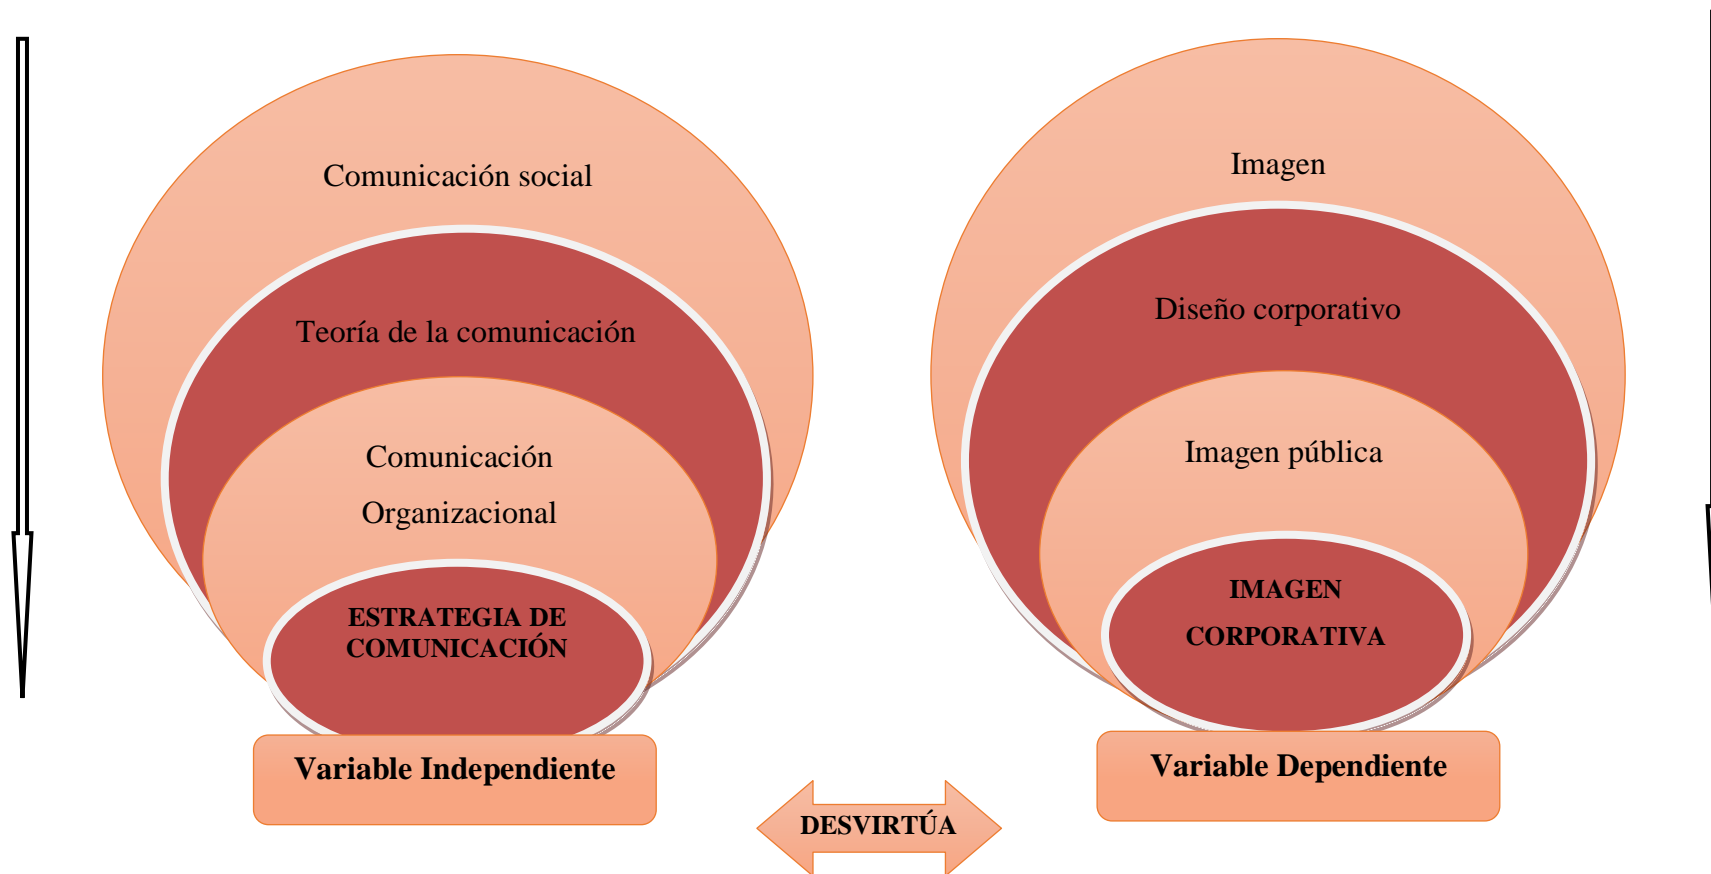 Comunicación social
Teoría de la comunicación
Comunicación
Organizacional
ESTRATEGIA DE
COMUNICACIÓN
Variable Independiente
Imagen
Diseño corporativo
Imagen pública
IMAGEN
CORPORATIVA
Variable Dependiente
DESVIRTÚA